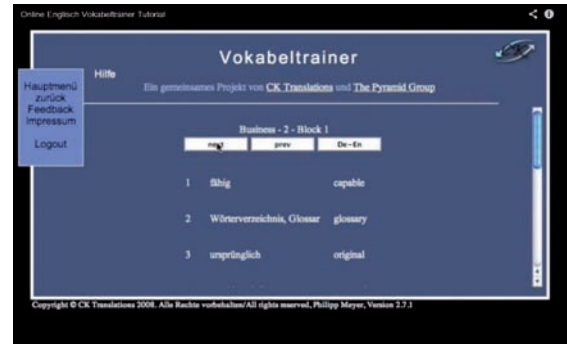 Online Englisch Vokabeltrainer Tutorial
Vokabeltrainer
Hilfe
Ein gemeinsames Projekt von CK Translations und The Pyramid Group
Hauptmenü
zurück
Feedback
Impressum
Logout
Business - 2 - Block 1
next prev De-En
1 fähig capable
2 Wörterverzeichnis, Glossar glossary
3 ursprünglich original
Copyright © CK Translations 2008. Alle Rechte vorbehalten/All rights reserved, Philipp Meyer, Version 2.7.1